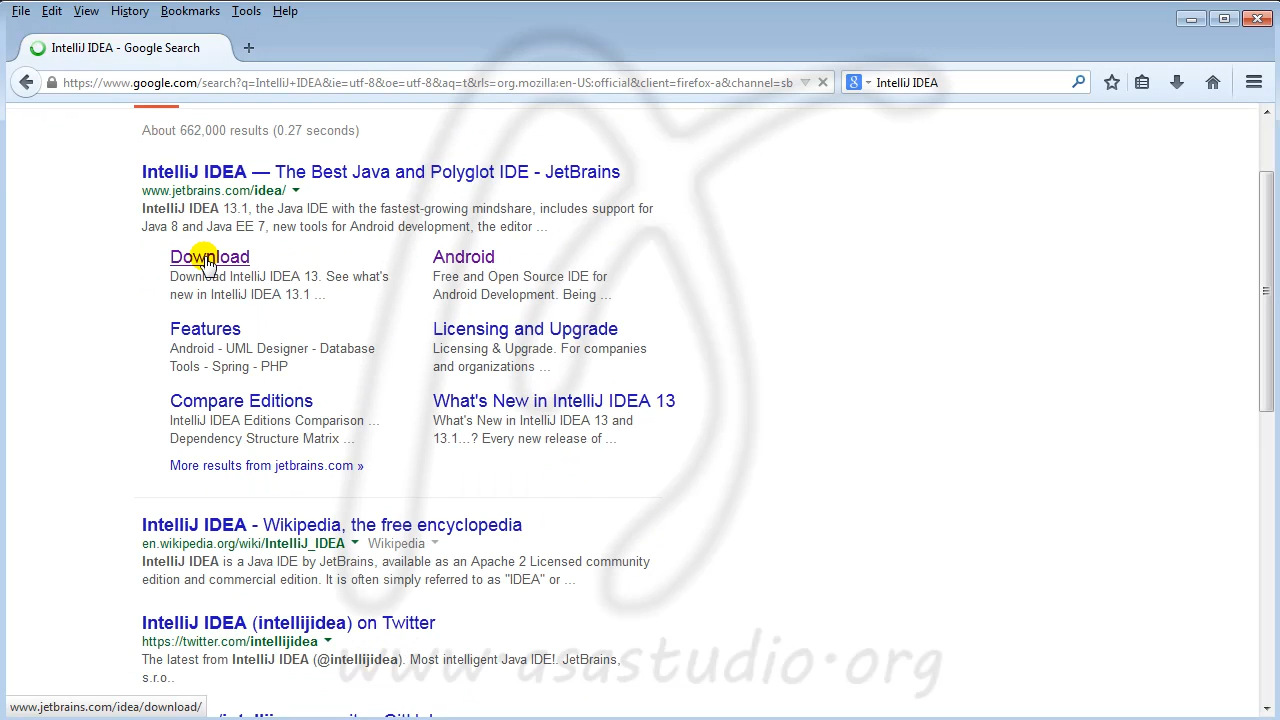 File Edit View History Bookmarks Tools Help
IntelliJ IDEA - Google Search
https://www.google.com/search?q=IntelliJ+IDEA&ie=utf-8&oe=utf-8&aq=t&rls=org.mozilla:en-US:official&client=firefox-a&channel=sb
IntelliJ IDEA
About 662,000 results (0.27 seconds)
IntelliJ IDEA — The Best Java and Polyglot IDE - JetBrains
www.jetbrains.com/idea/
IntelliJ IDEA 13.1, the Java IDE with the fastest-growing mindshare, includes support for
Java 8 and Java EE 7, new tools for Android development, the editor ...
Download
Download IntelliJ IDEA 13. See what's
new in IntelliJ IDEA 13.1 ...
Android
Free and Open Source IDE for
Android Development. Being ...
Features
Android - UML Designer - Database
Tools - Spring - PHP
Licensing and Upgrade
Licensing & Upgrade. For companies
and organizations ...
Compare Editions
IntelliJ IDEA Editions Comparison ...
Dependency Structure Matrix ...
What's New in IntelliJ IDEA 13
What's New in IntelliJ IDEA 13 and
13.1...? Every new release of ...
More results from jetbrains.com »
IntelliJ IDEA - Wikipedia, the free encyclopedia
en.wikipedia.org/wiki/IntelliJ_IDEA Wikipedia
IntelliJ IDEA is a Java IDE by JetBrains, available as an Apache 2 Licensed community
edition and commercial edition. It is often simply referred to as "IDEA" or ...
IntelliJ IDEA (intellijidea) on Twitter
https://twitter.com/intellijidea
The latest from IntelliJ IDEA (@intellijidea). Most intelligent Java IDE!. JetBrains,
s.r.o..
www.asastudio.org
www.jetbrains.com/idea/download/